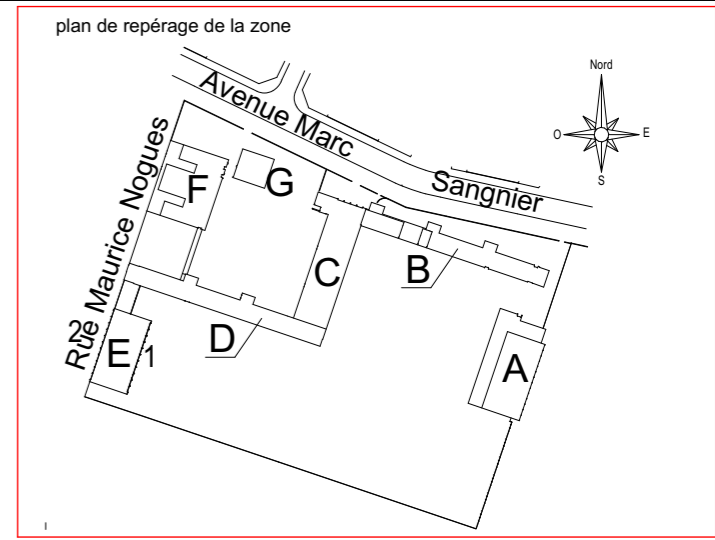 plan de repérage de la zone
Nord
O
E
S
Avenue Marc
Sangnier
Rue Maurice Nogues
F
G
C
B
D
A
2
E
1